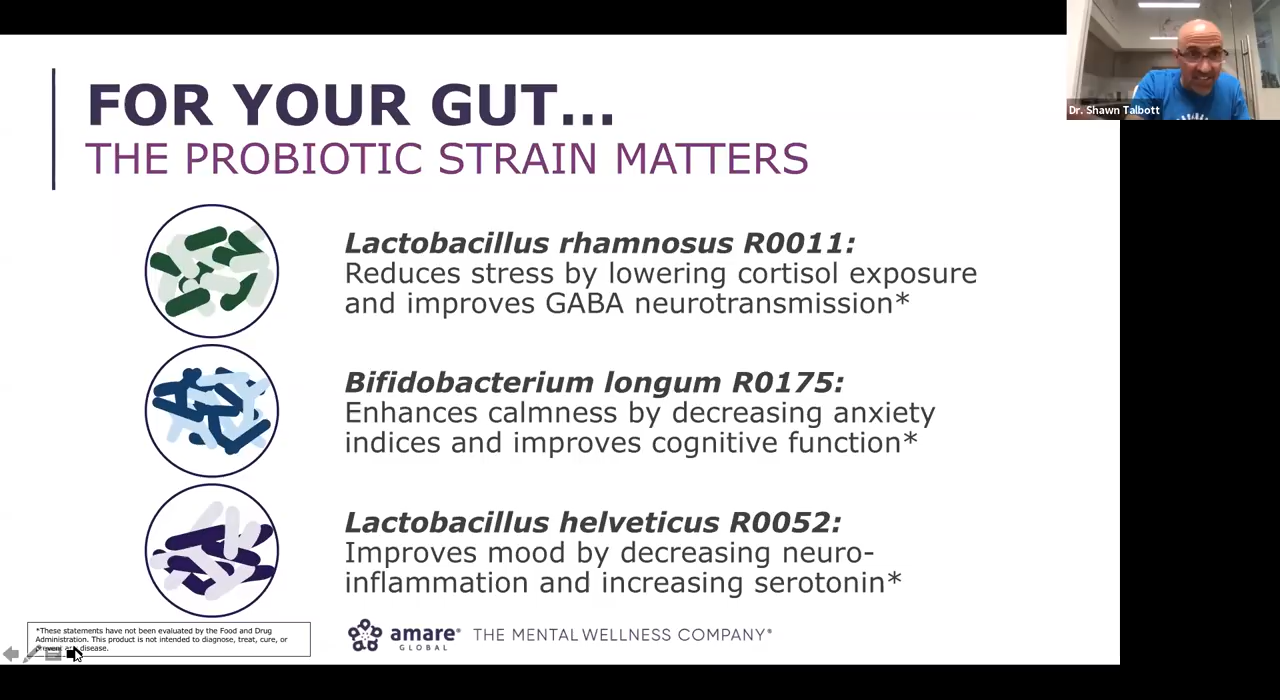 FOR YOUR GUT...
THE PROBIOTIC STRAIN MATTERS
Dr. Shawn Talbott
Lactobacillus rhamnosus R0011:
Reduces stress by lowering cortisol exposure
and improves GABA neurotransmission*
Bifidobacterium longum R0175:
Enhances calmness by decreasing anxiety
indices and improves cognitive function*
Lactobacillus helveticus R0052:
Improves mood by decreasing neuro-
inflammation and increasing serotonin*
*These statements have not been evaluated by the Food and Drug
Administration. This product is not intended to diagnose, treat, cure, or
disease.
amare®
GLOBAL
THE MENTAL WELLNESS COMPANY®